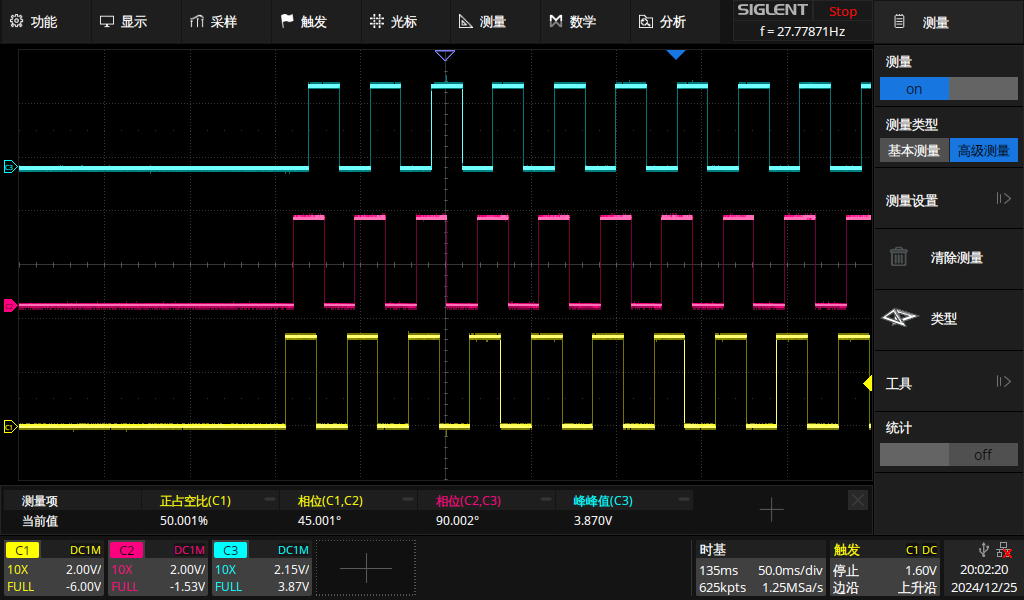 功能 显示 采样 触发 光标 测量 数学 分析 SIGLENT Stop 测量
f = 27.77871Hz
测量
on
测量类型
基本测量 高级测量
测量设置
清除测量
类型
工具
统计
off
C3
C2
C1
测量项 正占空比(C1) 相位(C1,C2) 相位(C2,C3) 峰峰值(C3)
当前值 50.001% 45.001° 90.002° 3.870V
C1 DC1M C2 DC1M C3 DC1M 时基 触发 C1 DC
10X 2.00V/ 10X 2.00V/ 10X 2.15V/ 135ms 50.0ms/div 停止 1.60V 20:02:20
FULL -6.00V FULL -1.53V FULL 3.87V 625kpts 1.25MSa/s 边沿 上升沿 2024/12/25